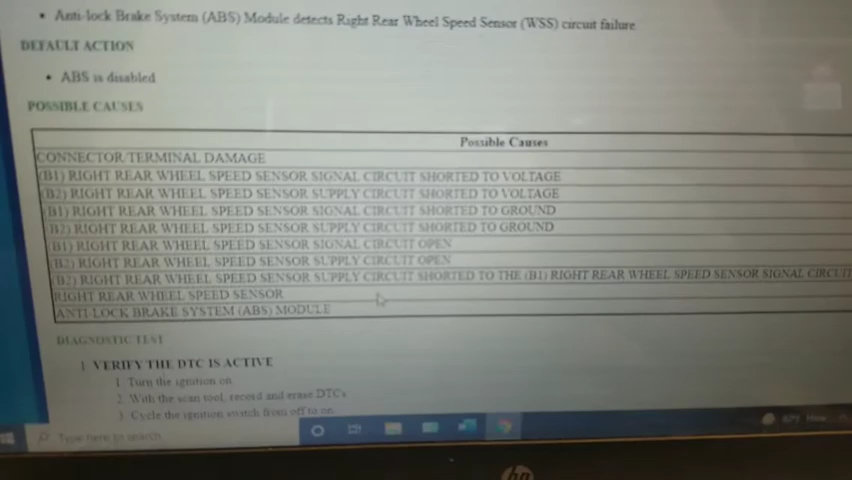 • Anti-lock Brake System (ABS) Module detects Right Rear Wheel Speed Sensor (WSS) circuit failure
DEFAULT ACTION
• ABS is disabled
POSSIBLE CAUSES
Possible Causes
CONNECTOR/TERMINAL DAMAGE
(B1) RIGHT REAR WHEEL SPEED SENSOR SIGNAL CIRCUIT SHORTED TO VOLTAGE
(B2) RIGHT REAR WHEEL SPEED SENSOR SUPPLY CIRCUIT SHORTED TO VOLTAGE
(B1) RIGHT REAR WHEEL SPEED SENSOR SIGNAL CIRCUIT SHORTED TO GROUND
(B2) RIGHT REAR WHEEL SPEED SENSOR SUPPLY CIRCUIT SHORTED TO GROUND
(B1) RIGHT REAR WHEEL SPEED SENSOR SIGNAL CIRCUIT OPEN
(B2) RIGHT REAR WHEEL SPEED SENSOR SUPPLY CIRCUIT OPEN
(B2) RIGHT REAR WHEEL SPEED SENSOR SUPPLY CIRCUIT SHORTED TO THE (B1) RIGHT REAR WHEEL SPEED SENSOR SIGNAL CIRCUIT
RIGHT REAR WHEEL SPEED SENSOR
ANTI-LOCK BRAKE SYSTEM (ABS) MODULE
DIAGNOSTIC TEST
1. VERIFY THE DTC IS ACTIVE
1. Turn the ignition on.
2. With the scan tool, record and erase DTCs
3. Cycle the ignition switch from off to on.
Type here to search
hp